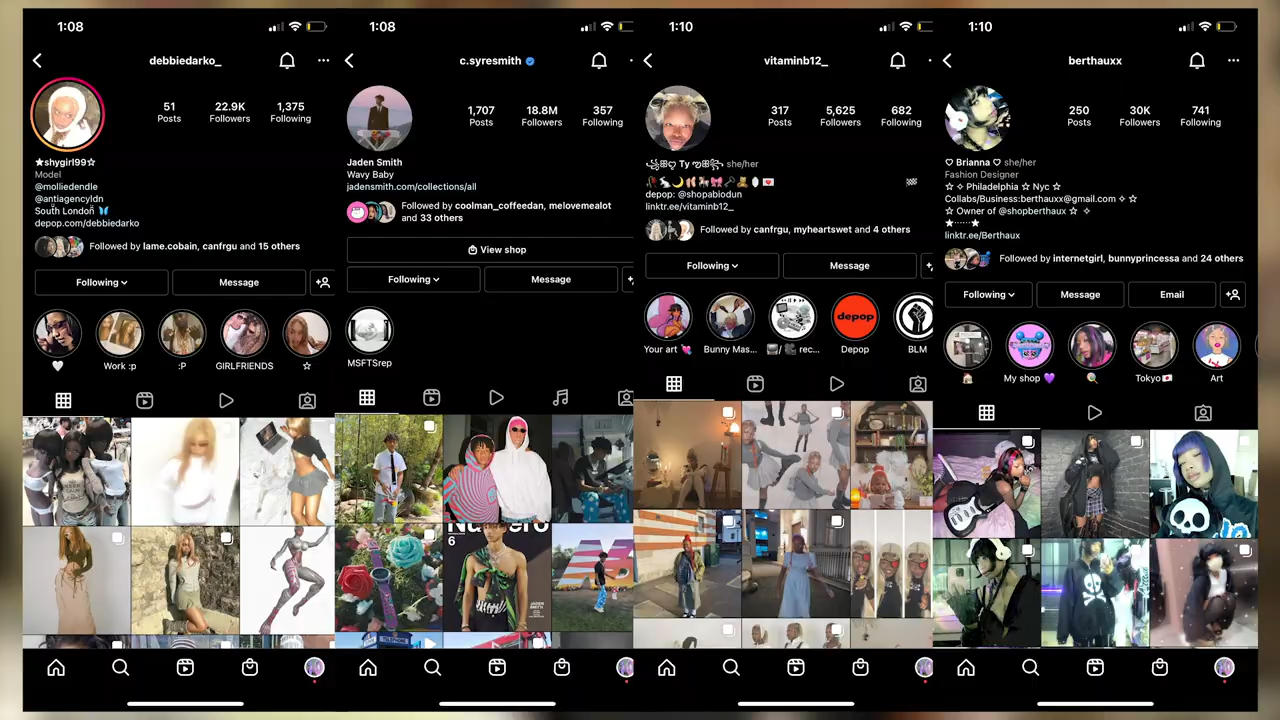 1:08
debbiedarko_
51
22.9K
1,375
Posts
Followers
Following
★shygirl99☆
Model
@molliedendle
@antiagencyldn
South London 🦋
depop.com/debbiedarko
Followed by lame.cobain, canfrgu and 15 others
Following
Message
🤍
Work :p
:P
GIRLFRIENDS
☆
1:08
c.syresmith
1,707
18.8M
357
Posts
Followers
Following
Jaden Smith
Wavy Baby
jadensmith.com/collections/all
Followed by coolman_coffeedan, melovemealot
and 33 others
View shop
Following
Message
MSFTSrep
Numero
6
JADEN
SMITH
1:10
vitaminb12_
317
5,625
682
Posts
Followers
Following
Ty she/her
depop: @shopabiodun
linktr.ee/vitaminb12_
Followed by canfrgu, myheartswet and 4 others
Following
Message
depop
Your art 💘
Bunny Mas...
rec...
Depop
BLM
1:10
berthauxx
250
30K
741
Posts
Followers
Following
♡ Brianna ♡ she/her
Fashion Designer
☆ ✧ Philadelphia ☆ Nyc ☆
Collabs/Business:berthauxx@gmail.com ✧ ☆
☆ Owner of @shopberthaux ☆ ✧
★┈┈★
linktr.ee/Berthaux
Followed by internetgirl, bunnyprincessa and 24 others
Following
Message
Email
🏠
My shop 💜
🔍
Tokyo🇯🇵
Art